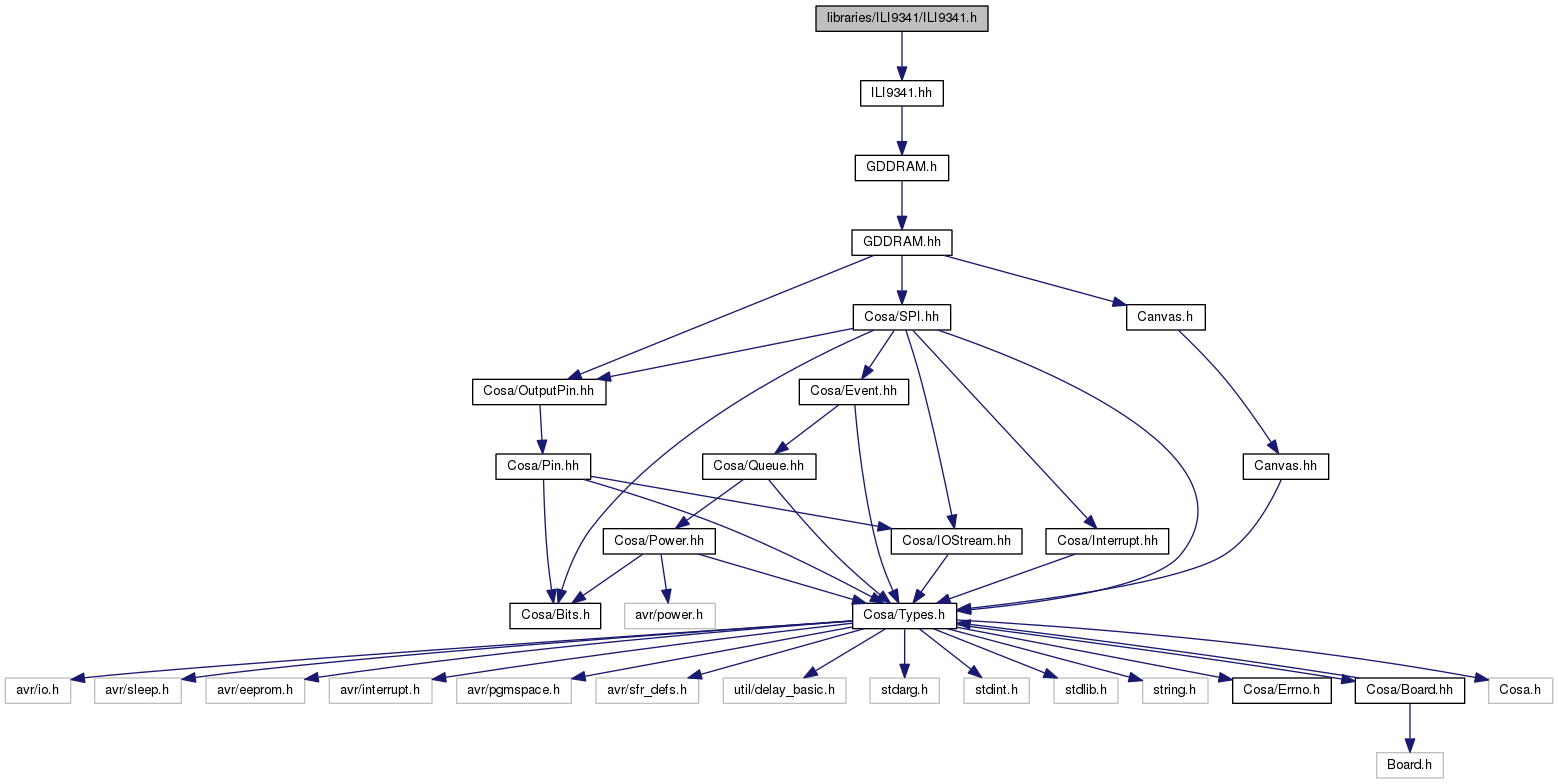 libraries/ILI9341/ILI9341.h
ILI9341.hh
GDDRAM.h
GDDRAM.hh
Cosa/SPI.hh
Canvas.h
Cosa/OutputPin.hh
Cosa/Event.hh
Cosa/Pin.hh
Cosa/Queue.hh
Canvas.hh
Cosa/Power.hh
Cosa/IOStream.hh
Cosa/Interrupt.hh
Cosa/Bits.h
avr/power.h
Cosa/Types.h
avr/io.h
avr/sleep.h
avr/eeprom.h
avr/interrupt.h
avr/pgmspace.h
avr/sfr_defs.h
util/delay_basic.h
stdarg.h
stdint.h
stdlib.h
string.h
Cosa/Errno.h
Cosa/Board.hh
Cosa.h
Board.h